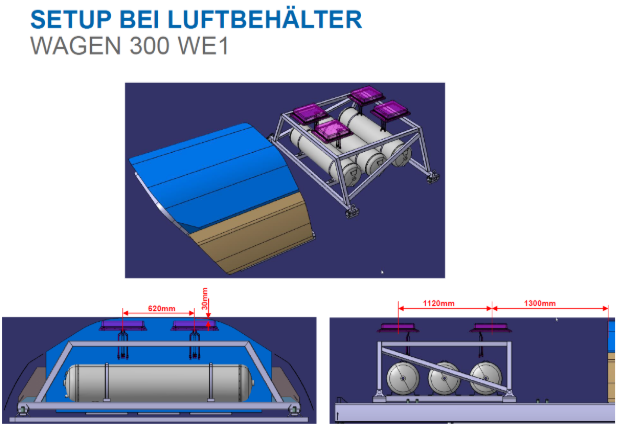 SETUP BEI LUFTBEHÄLTER
WAGEN 300 WE1
620mm
30mm
1120mm
1300mm